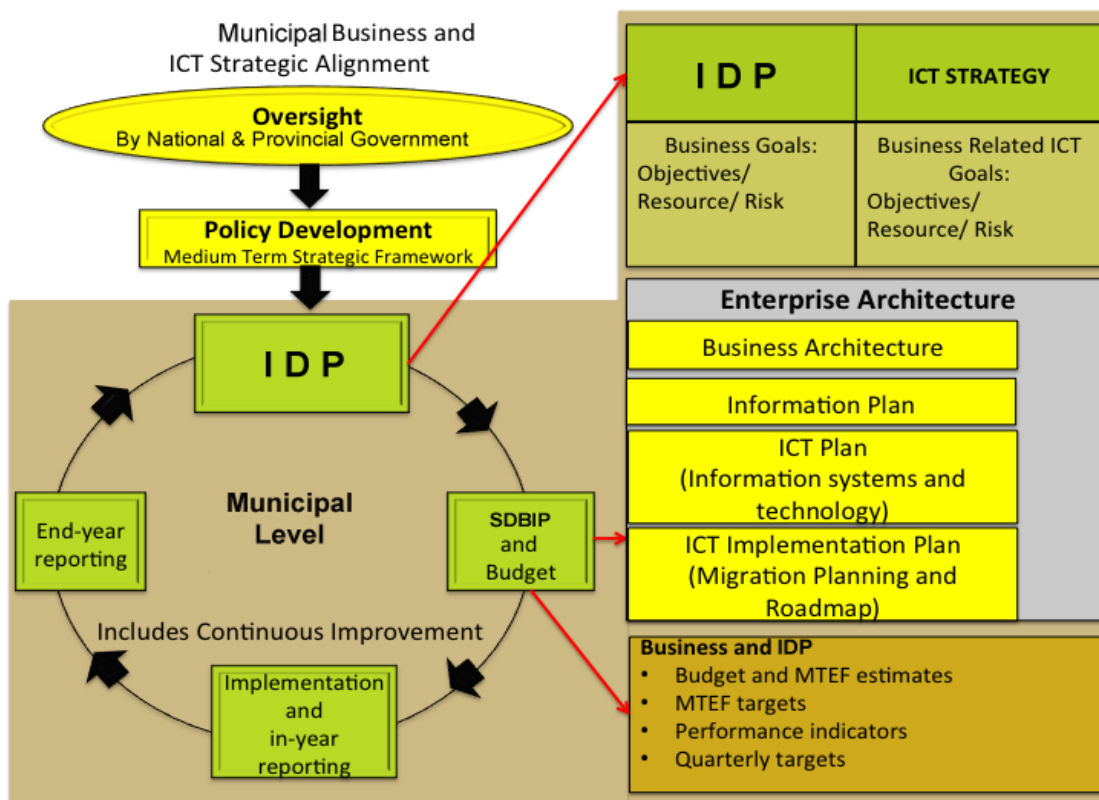 Municipal Business and
ICT Strategic Alignment
Oversight
By National & Provincial Government
Policy Development
Medium Term Strategic Framework
I D P
Municipal
Level
SDBIP
and
Budget
End-year
reporting
Includes Continuous Improvement
Implementation
and
in-year
reporting
I D P
ICT STRATEGY
Business Goals:
Objectives/
Resource/ Risk
Business Related ICT
Goals:
Objectives/
Resource/ Risk
Enterprise Architecture
Business Architecture
Information Plan
ICT Plan
(Information systems and
technology)
ICT Implementation Plan
(Migration Planning and
Roadmap)
Business and IDP
• Budget and MTEF estimates
• MTEF targets
• Performance indicators
• Quarterly targets